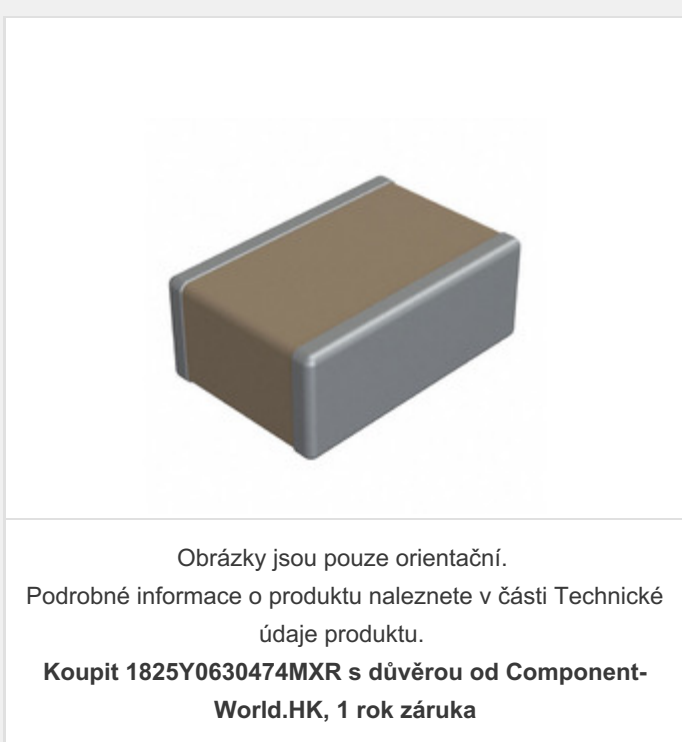 Obrázky jsou pouze orientační.
Podrobné informace o produktu naleznete v části Technické
údaje produktu.
Koupit 1825Y0630474MXR s důvěrou od Component-
World.HK, 1 rok záruka